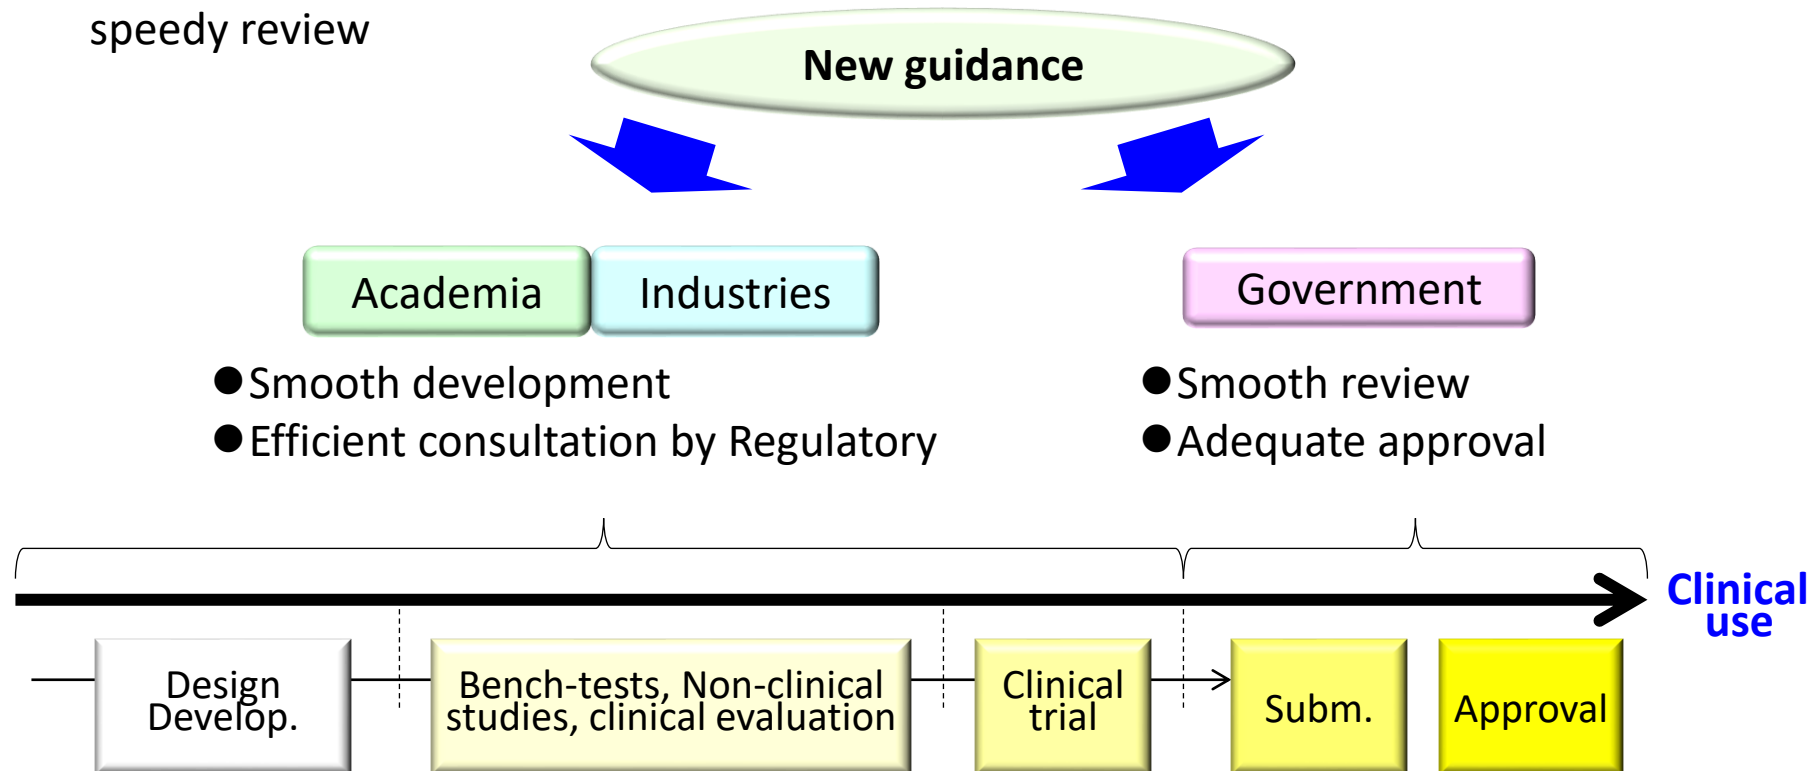 speedy review
New guidance
Academia
Industries
Government
●Smooth development
●Efficient consultation by Regulatory
●Smooth review
●Adequate approval
Clinical
use
Design
Develop.
Bench-tests, Non-clinical
studies, clinical evaluation
Clinical
trial
Subm.
Approval